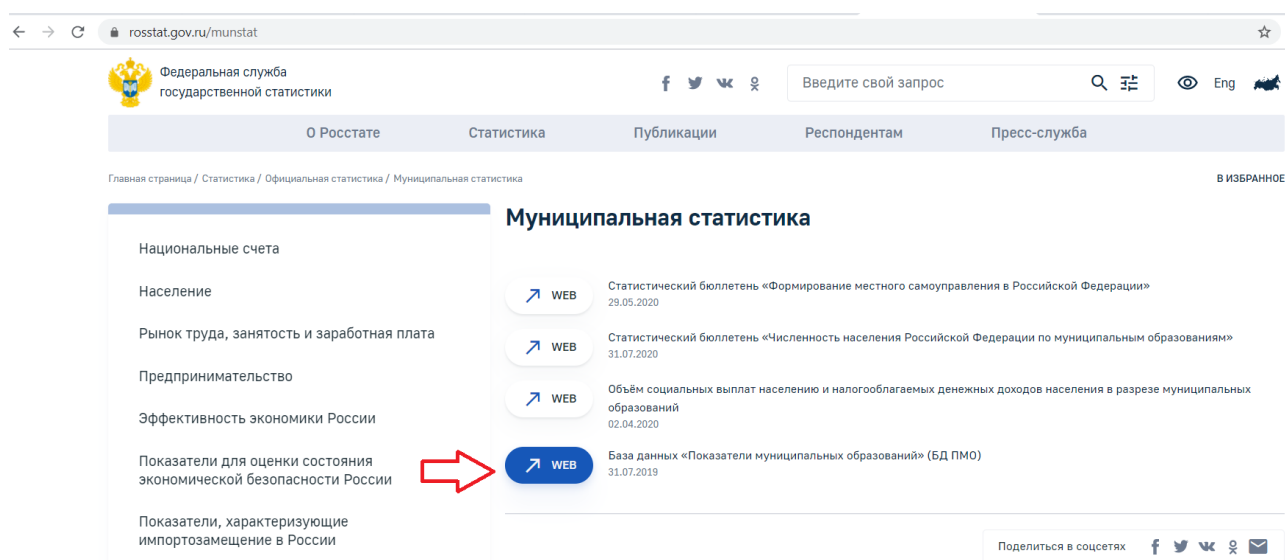 rosstat.gov.ru/munstat
Федеральная служба
государственной статистики
Введите свой запрос
Eng
О Росстате Статистика Публикации Респондентам Пресс-служба
Главная страница / Статистика / Официальная статистика / Муниципальная статистика
В ИЗБРАННОЕ
Муниципальная статистика
Национальные счета
Население
Рынок труда, занятость и заработная плата
Предпринимательство
Эффективность экономики России
Показатели для оценки состояния
экономической безопасности России
Показатели, характеризующие
импортозамещение в России
WEB
Статистический бюллетень «Формирование местного самоуправления в Российской Федерации»
29.05.2020
WEB
Статистический бюллетень «Численность населения Российской Федерации по муниципальным образованиям»
31.07.2020
WEB
Объём социальных выплат населению и налогооблагаемых денежных доходов населения в разрезе муниципальных
образований
02.04.2020
WEB
База данных «Показатели муниципальных образований» (БД ПМО)
31.07.2019
Поделиться в соцсетях